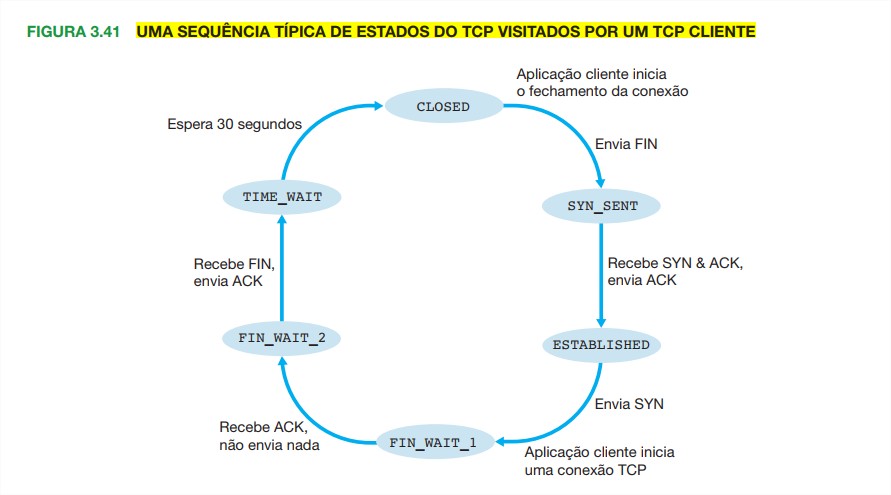 FIGURA 3.41 UMA SEQUÊNCIA TÍPICA DE ESTADOS DO TCP VISITADOS POR UM TCP CLIENTE
CLOSED
Aplicação cliente inicia
o fechamento da conexão
Envia FIN
SYN_SENT
Recebe SYN & ACK,
envia ACK
ESTABLISHED
Envia SYN
Aplicação cliente inicia
uma conexão TCP
FIN_WAIT_1
Recebe ACK,
não envia nada
FIN_WAIT_2
Recebe FIN,
envia ACK
TIME_WAIT
Espera 30 segundos